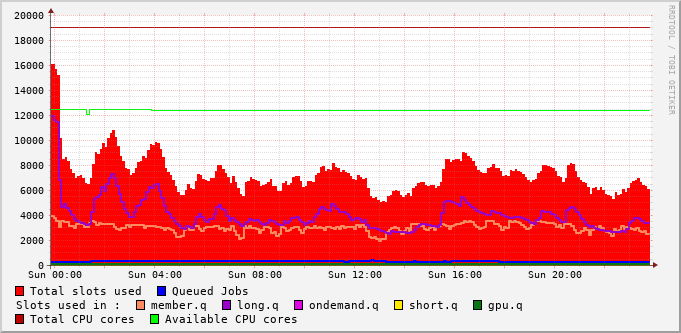 20000
18000
16000
14000
12000
10000
8000
6000
4000
2000
0
Sun 00:00 Sun 04:00 Sun 08:00 Sun 12:00 Sun 16:00 Sun 20:00
Total slots used Queued Jobs
Slots used in : member.q long.q ondemand.q short.q gpu.q
Total CPU cores Available CPU cores
RRDTOOL / TOBI OETIKER